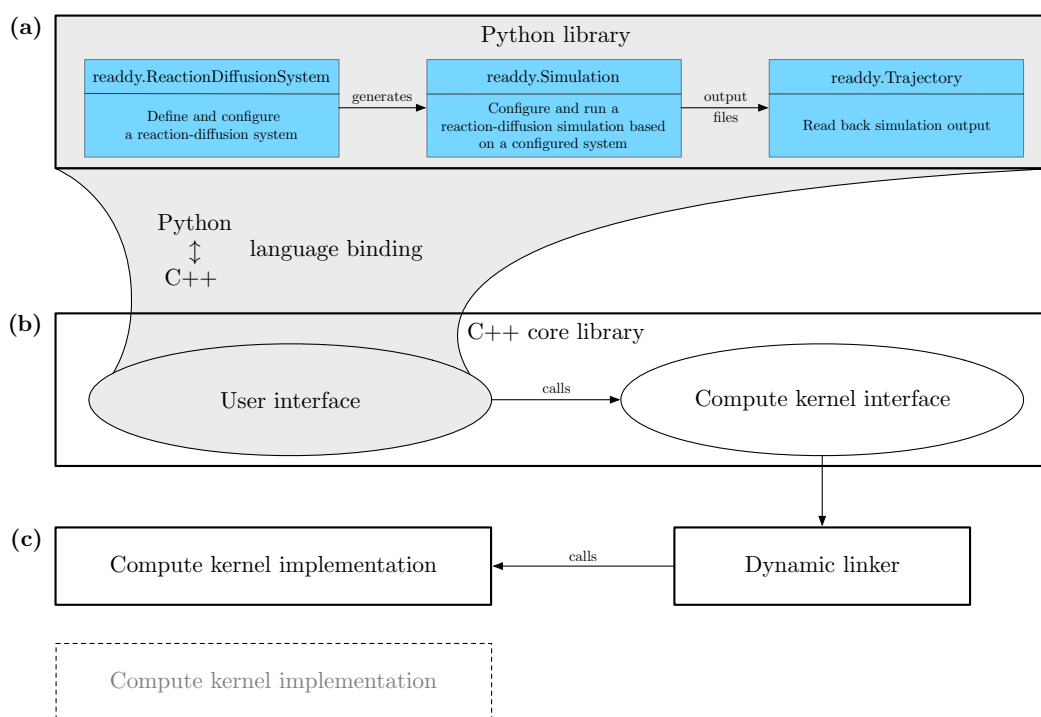 (a)
Python library
readdy.ReactionDiffusionSystem
Define and configure
a reaction-diffusion system
generates
readdy.Simulation
Configure and run a
reaction-diffusion simulation based
on a configured system
output
files
readdy.Trajectory
Read back simulation output
Python
↕
C++
language binding
(b)
C++ core library
User interface
calls
Compute kernel interface
(c)
Compute kernel implementation
calls
Dynamic linker
Compute kernel implementation